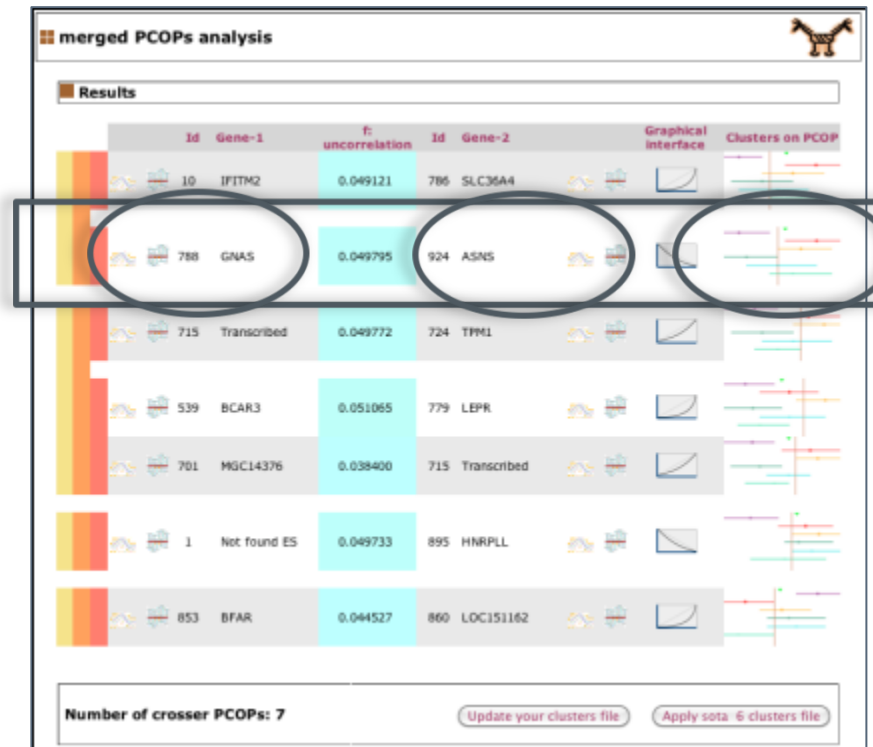 merged PCOPs analysis
Results
Id Gene-1 f: uncorrelation Id Gene-2 Graphical interface Clusters on PCOP
10 IFITM2 0.049121 786 SLC36A4
788 GNAS 0.049795 924 ASNS
715 Transcribed 0.049772 724 TPM1
539 BCAR3 0.051065 779 LEPR
701 MGC14376 0.038400 715 Transcribed
1 Not found ES 0.049733 895 HNRPLL
853 BFAR 0.044527 860 LOC151162
Number of crosser PCOPs: 7 Update your clusters file Apply sota 6 clusters file